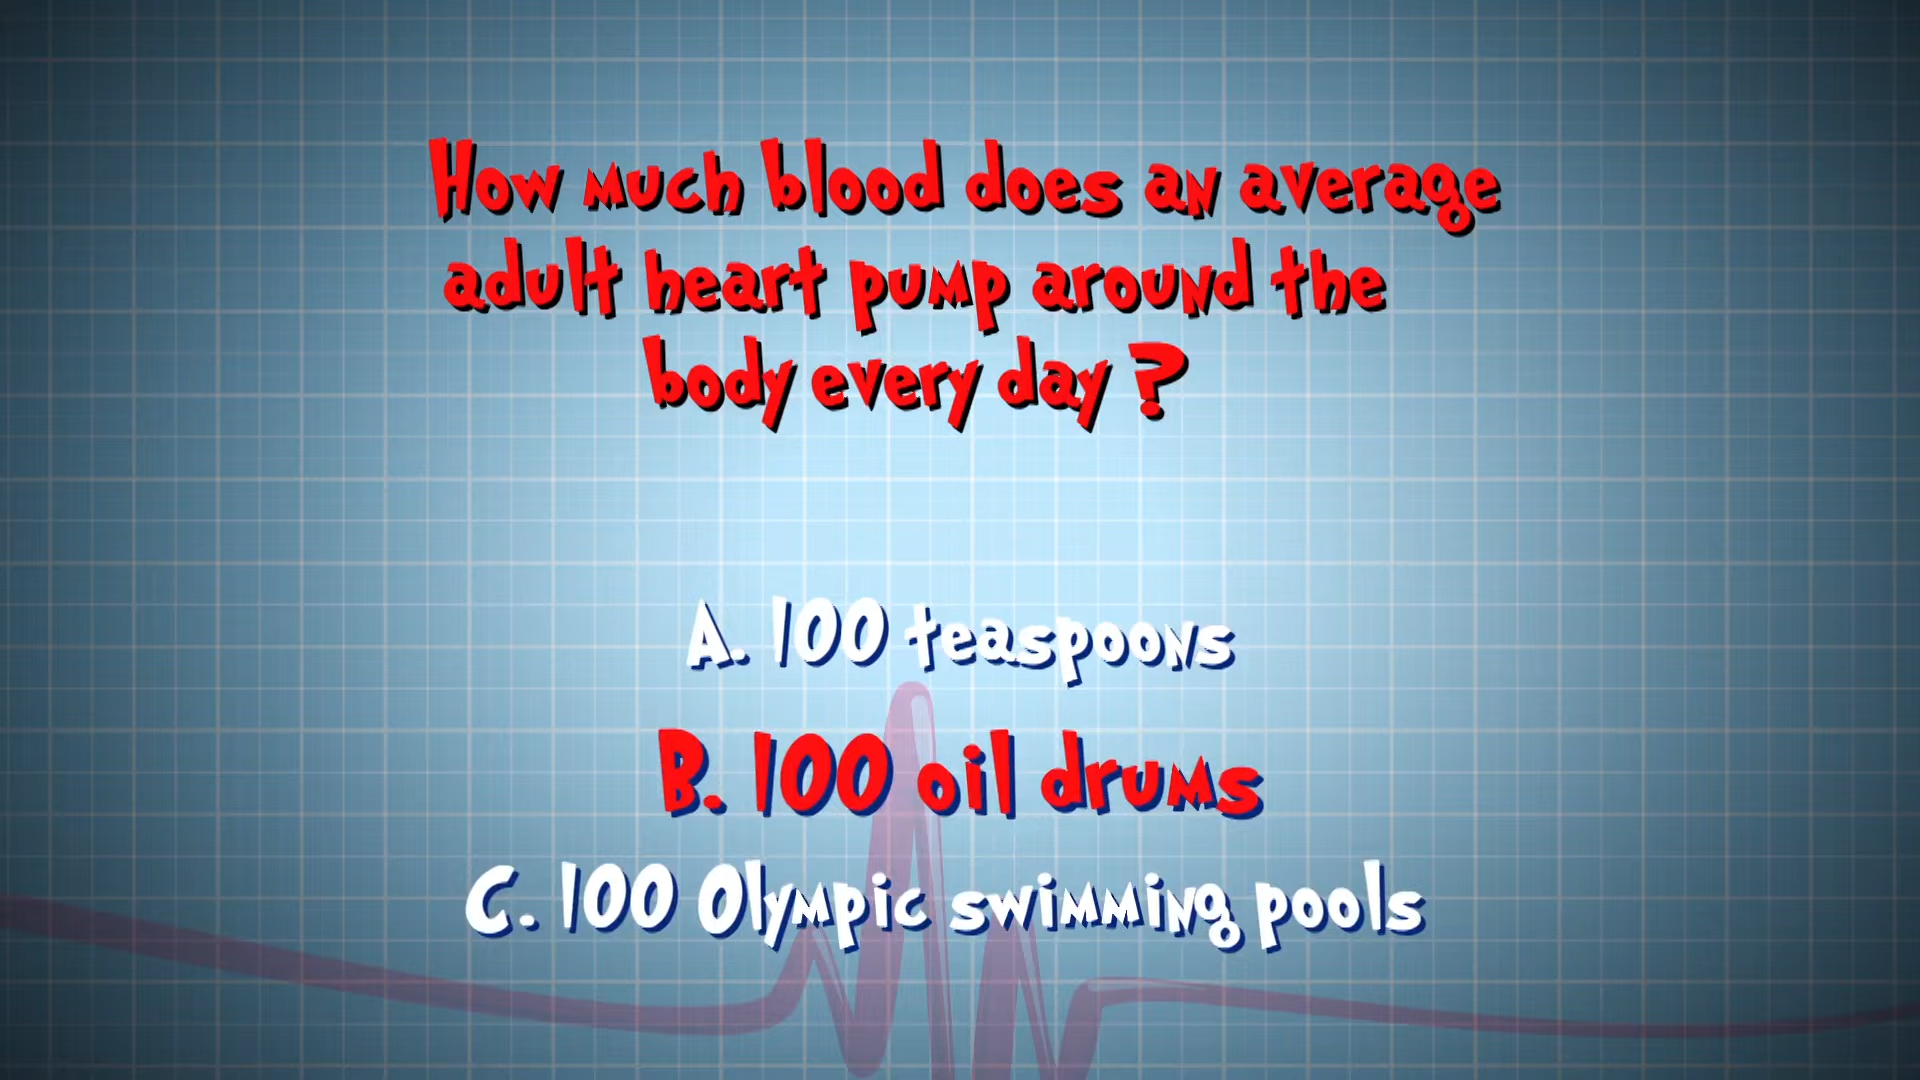 How much blood does an average
adult heart pump around the
body every day ?
A. 100 teaspoons
B. 100 oil drums
C. 100 Olympic swimming pools